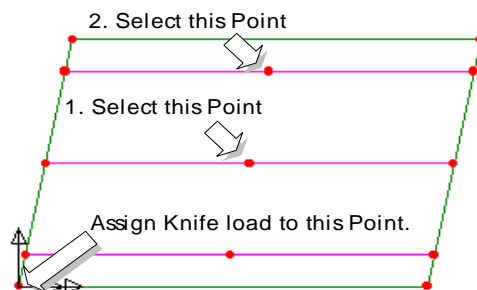 2. Select this Point
1. Select this Point
Assign Knife load to this Point.